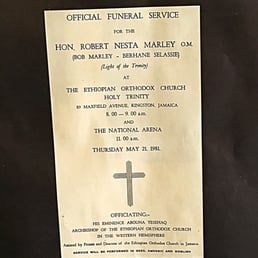 OFFICIAL FUNERAL SERVICE
FOR THE
HON. ROBERT NESTA MARLEY O.M.
(BOB MARLEY - BERHANE SELASSIE)
(Light of the Trinity)
AT
THE ETHIOPIAN ORTHODOX CHURCH
HOLY TRINITY
89 MAXFIELD AVENUE, KINGSTON, JAMAICA
8.00 — 9.00 a.m.
AND
THE NATIONAL ARENA
11.00 a.m.
THURSDAY MAY 21, 1981.
OFFICIATING:-
HIS EMINENCE ABOUNA YESEHAQ
ARCHBISHOP OF THE ETHIOPIAN ORTHODOX CHURCH
IN THE WESTERN HEMISPHERE
Assisted by Priests and Deacons of the Ethiopian Orthodox Church in Jamaica
SERVICE WILL BE PERFORMED IN GEEZ, AMHARIC AND ENGLISH